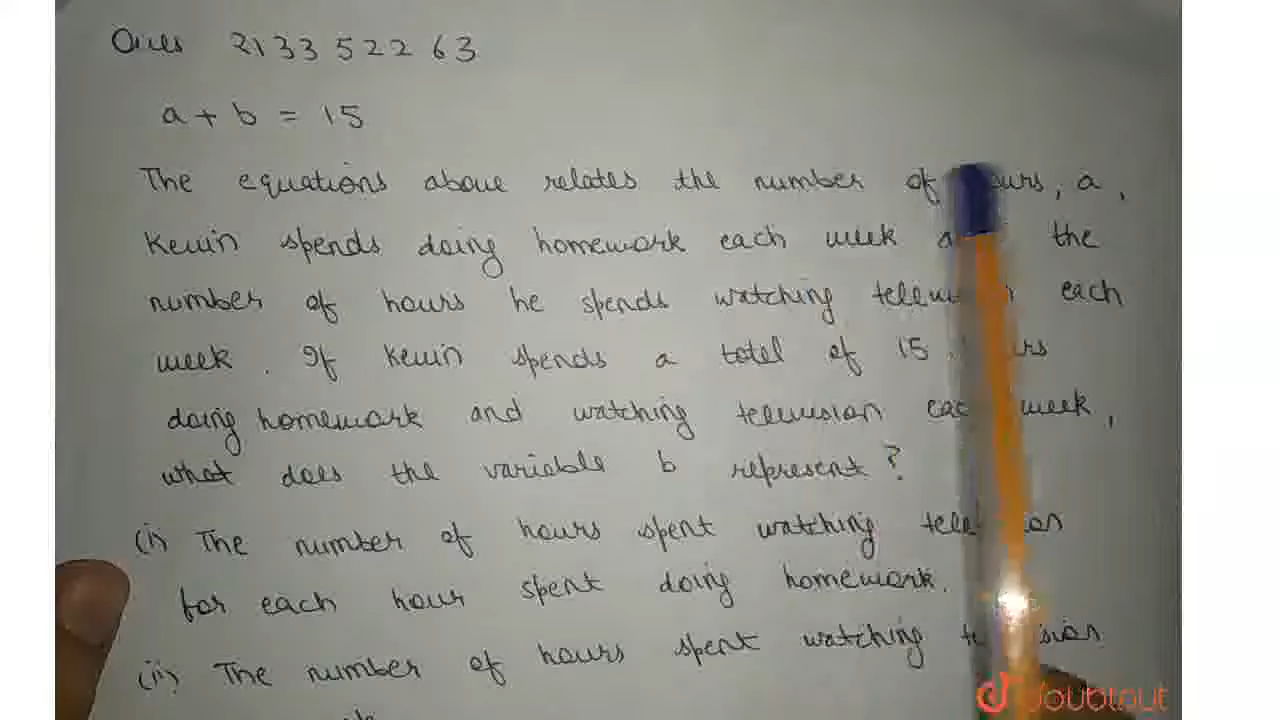 Ques 2133 522 63
a + b = 15
The equations above relates the number of hours, a,
Kevin spends doing homework each week the
number of hours he spends watching television each
week. If Kevin spends a total of 15 hours
doing homework and watching television each week,
what does the variable b represent?
(i) The number of hours spent watching television
for each hour spent doing homework.
(ii) The number of hours spent watching television
doubtnut